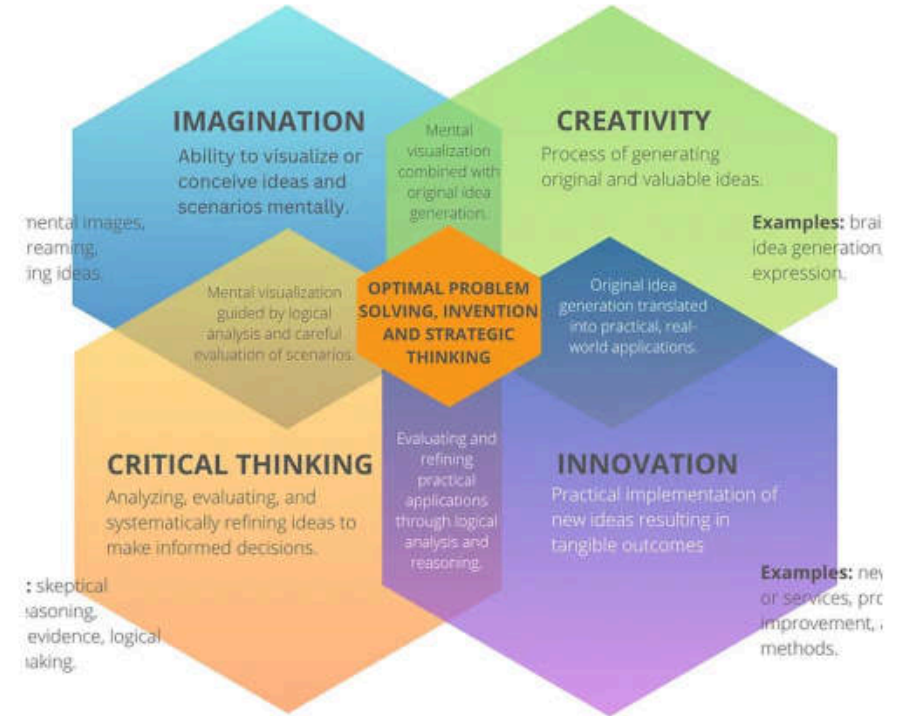 IMAGINATION
Ability to visualize or
conceive ideas and
scenarios mentally.
mental images,
ing ideas.
Mental
visualization
combined with
original idea
generation.
CREATIVITY
Process of generating
original and valuable ideas.
Examples: brai
idea generation,
expression.
Mental visualization
guided by logical
analysis and careful
evaluation of scenarios.
OPTIMAL PROBLEM
SOLVING, INVENTION
AND STRATEGIC
THINKING
Original idea
generation translated
into practical, real-
world applications.
CRITICAL THINKING
Analyzing, evaluating, and
systematically refining ideas to
make informed decisions.
: skeptical
easoning,
evidence, logical
aking.
Evaluating and
refining
practical
applications
through logical
analysis and
reasoning.
INNOVATION
Practical implementation of
new ideas resulting in
tangible outcomes
Examples: new
or services, pro
improvement,
methods.